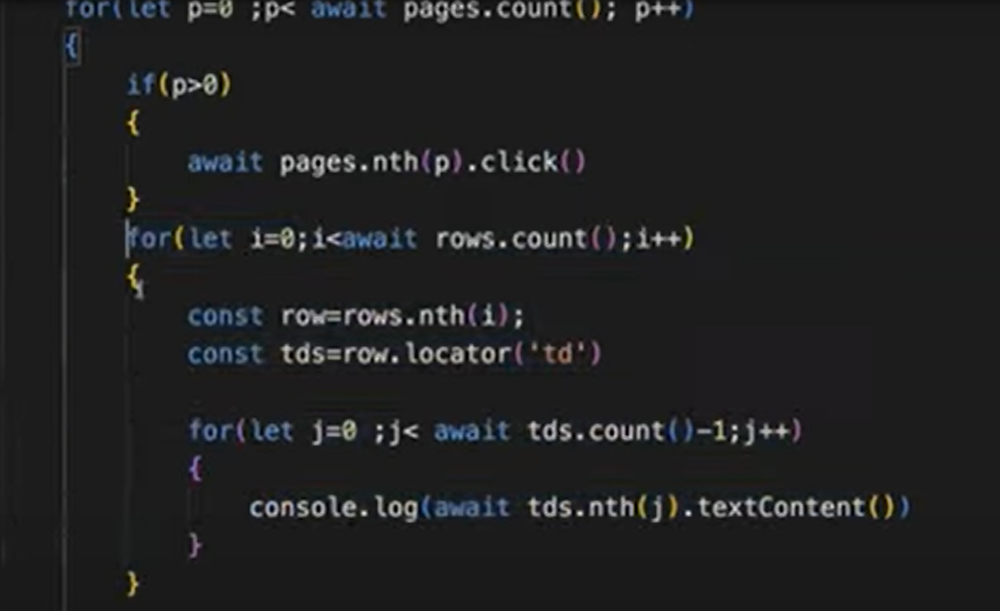 for(let p=0 ;p< await pages.count(); p++)
{
if(p>0)
{
await pages.nth(p).click()
}
for(let i=0;i<await rows.count();i++)
{
const row=rows.nth(i);
const tds=row.locator('td')
for(let j=0 ;j< await tds.count()-1;j++)
{
console.log(await tds.nth(j).textContent())
}
}